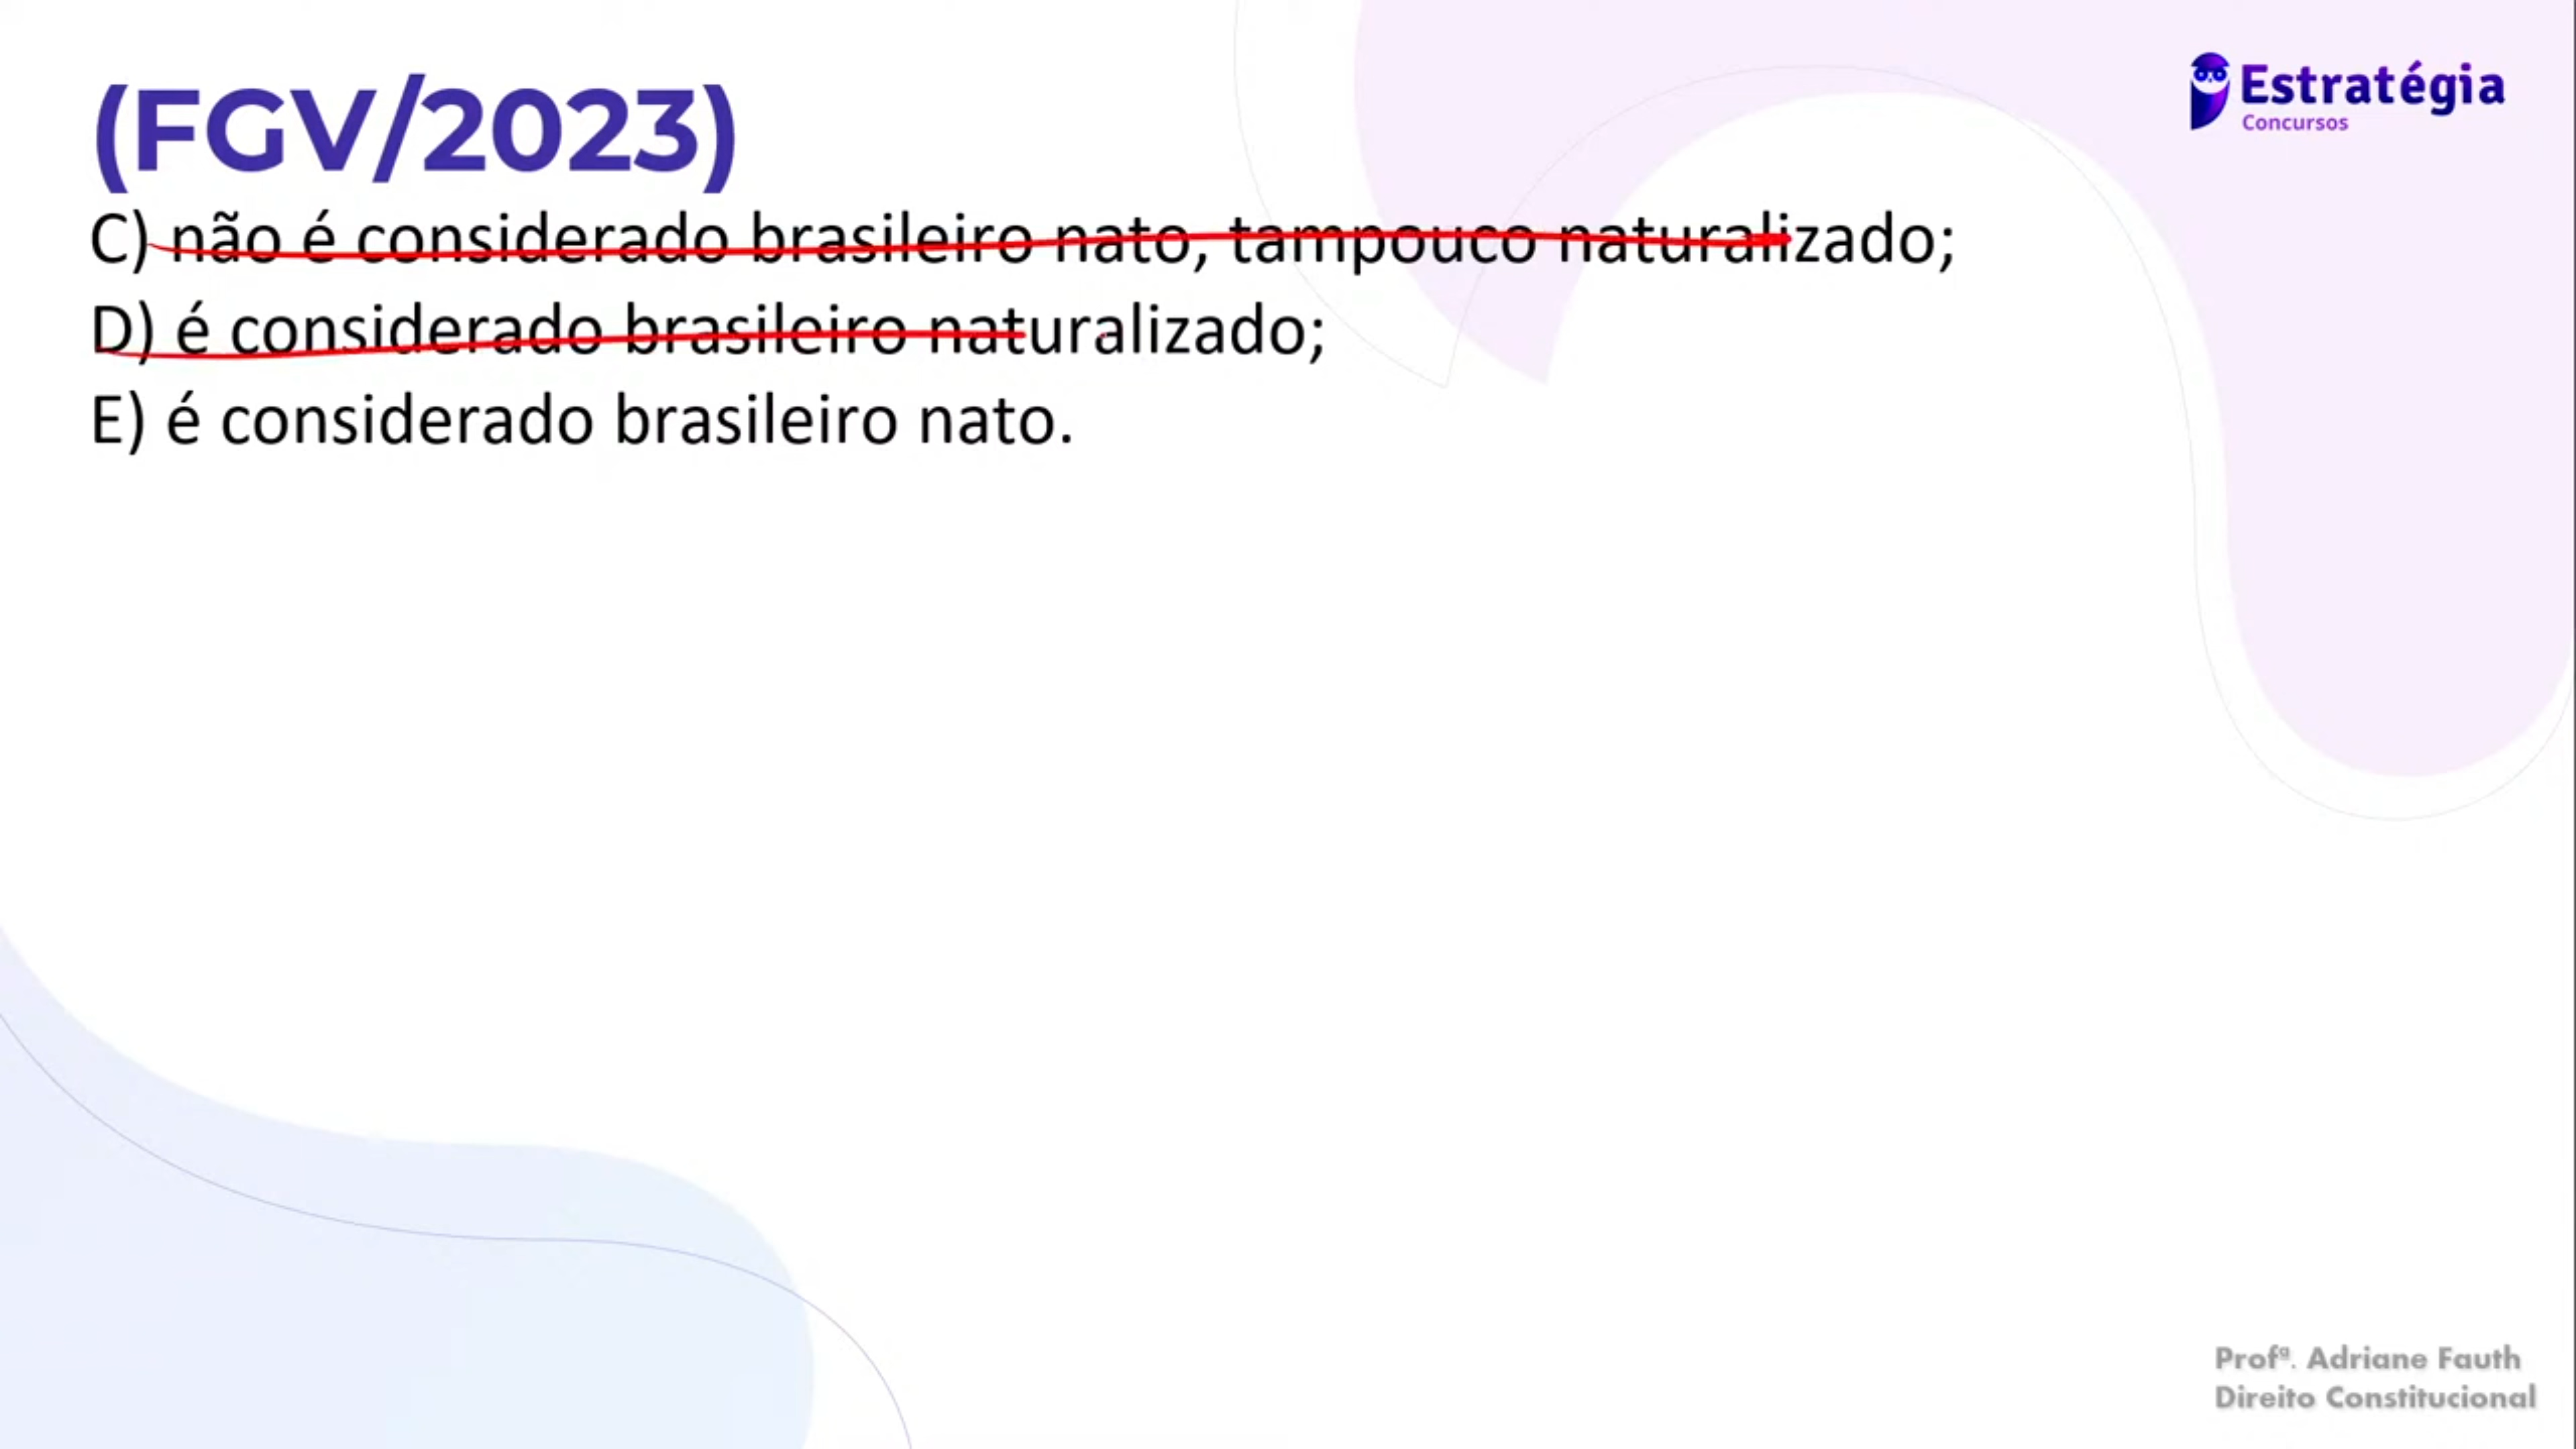 (FGV/2023)
Estratégia
Concursos
C) não é considerado brasileiro nato, tampouco naturalizado;
D) é considerado brasileiro naturalizado;
E) é considerado brasileiro nato.
Profª. Adriane Fauth
Direito Constitucional